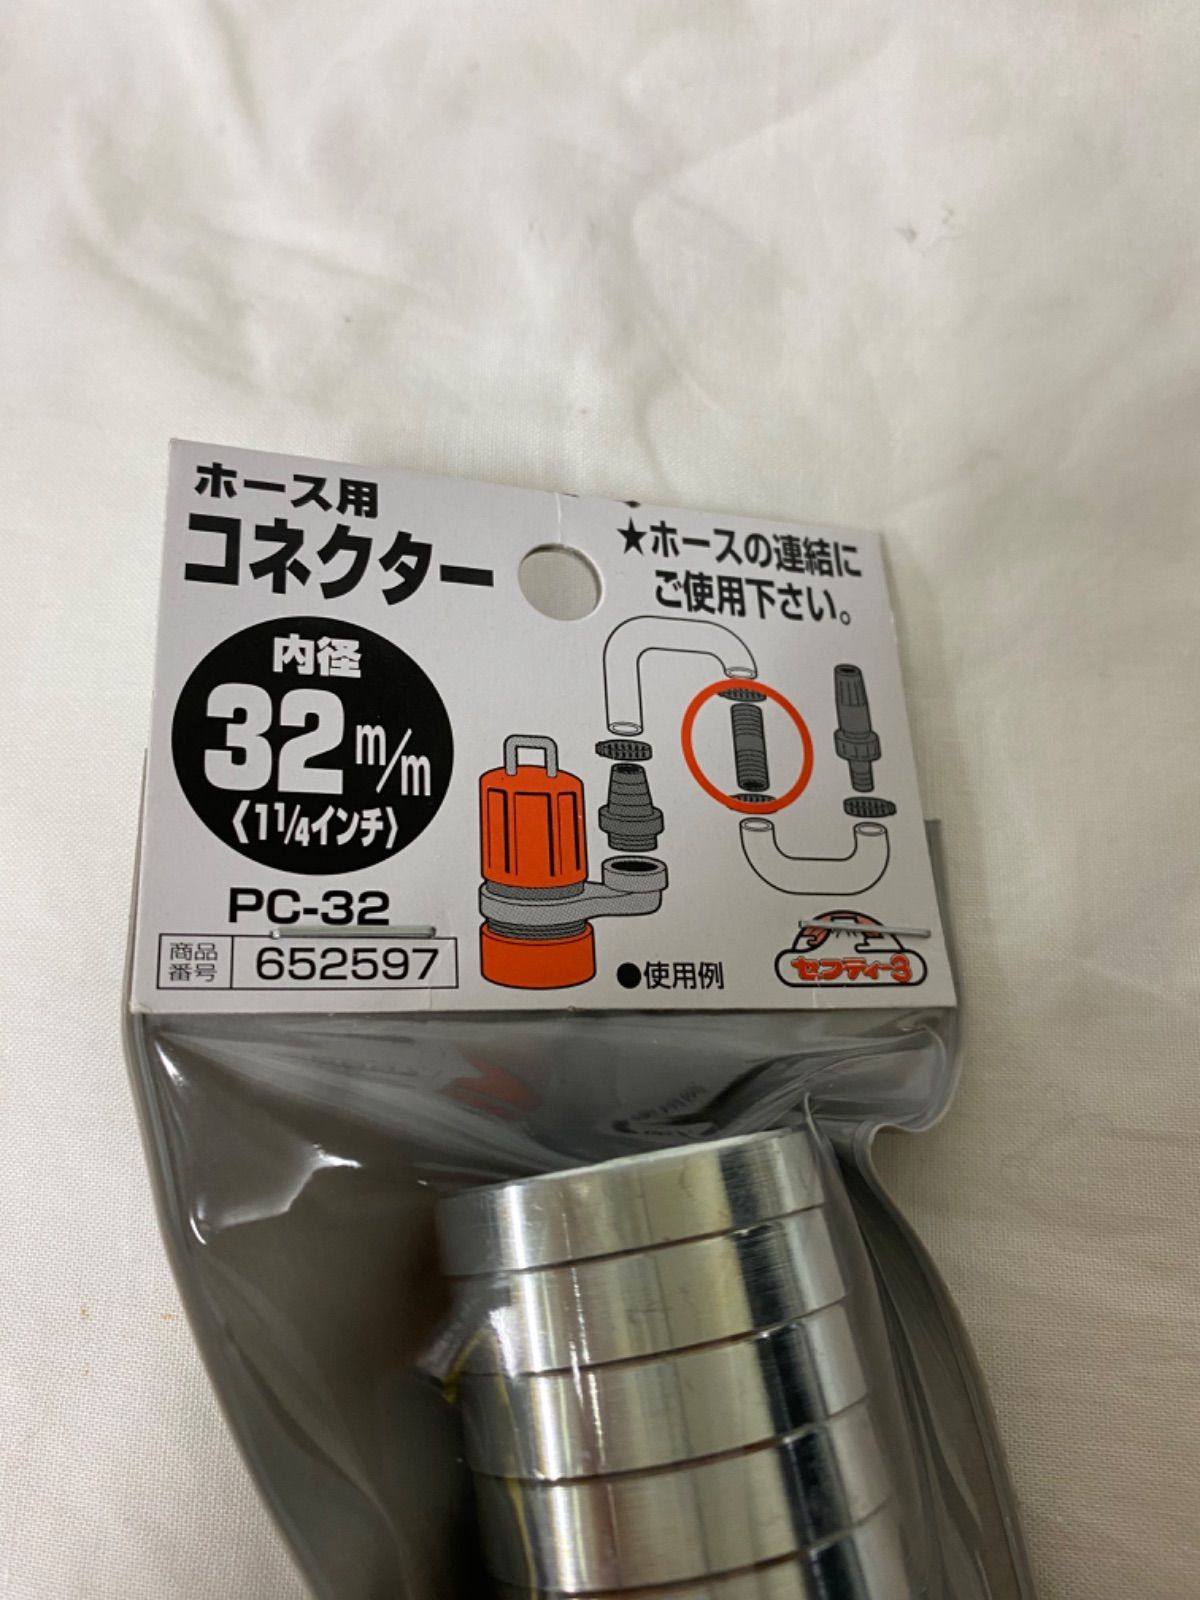 ホース用
コネクター
内径
32m/m
〈1 1/4インチ〉
PC-32
商品番号
652597
★ホースの連結に
ご使用下さい。
●使用例
セフティー3